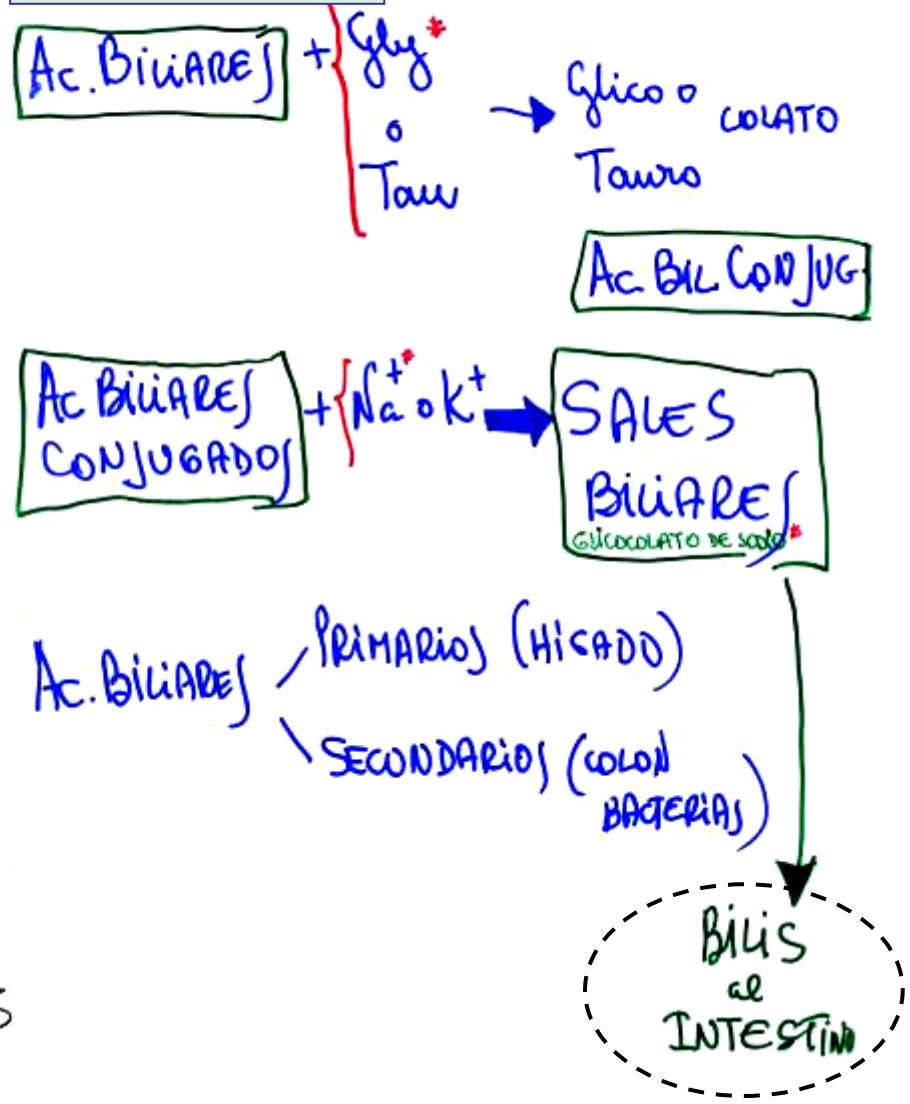 Ac. BiliARES + Gly*
o
Tau
→ Glico o
Tauro
COLATO
Ac BIL CONJUG
Ac BiliARES
CONJUGADOS
+ Na+* o K+
SALES
BiliARES
GLICOCOLATO DE SODIO*
Ac. BiliARES
PRiMARiOS (HiGADO)
SECONDARiOS (COLON
BACTERiAS)
BiLiS
al
INTESTiNO
S